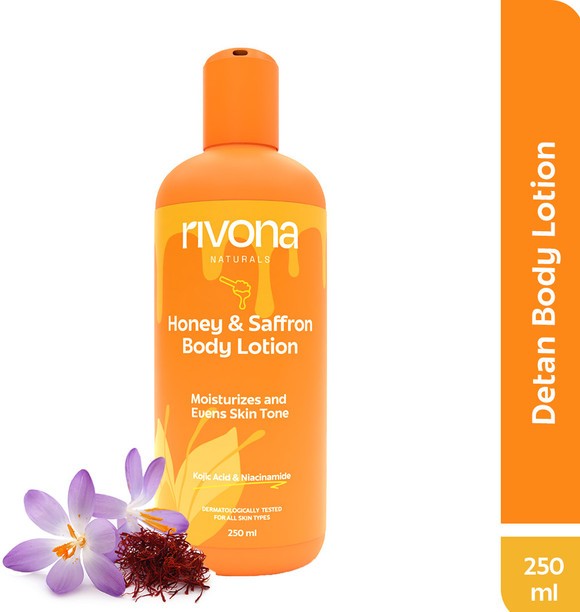 rivona
NATURALS
Honey & Saffron
Body Lotion
Moisturizes and
Evens Skin Tone
Kojic Acid & Niacinamide
DERMATOLOGICALLY TESTED
FOR ALL SKIN TYPES
250 ml
Detan Body Lotion
250
ml